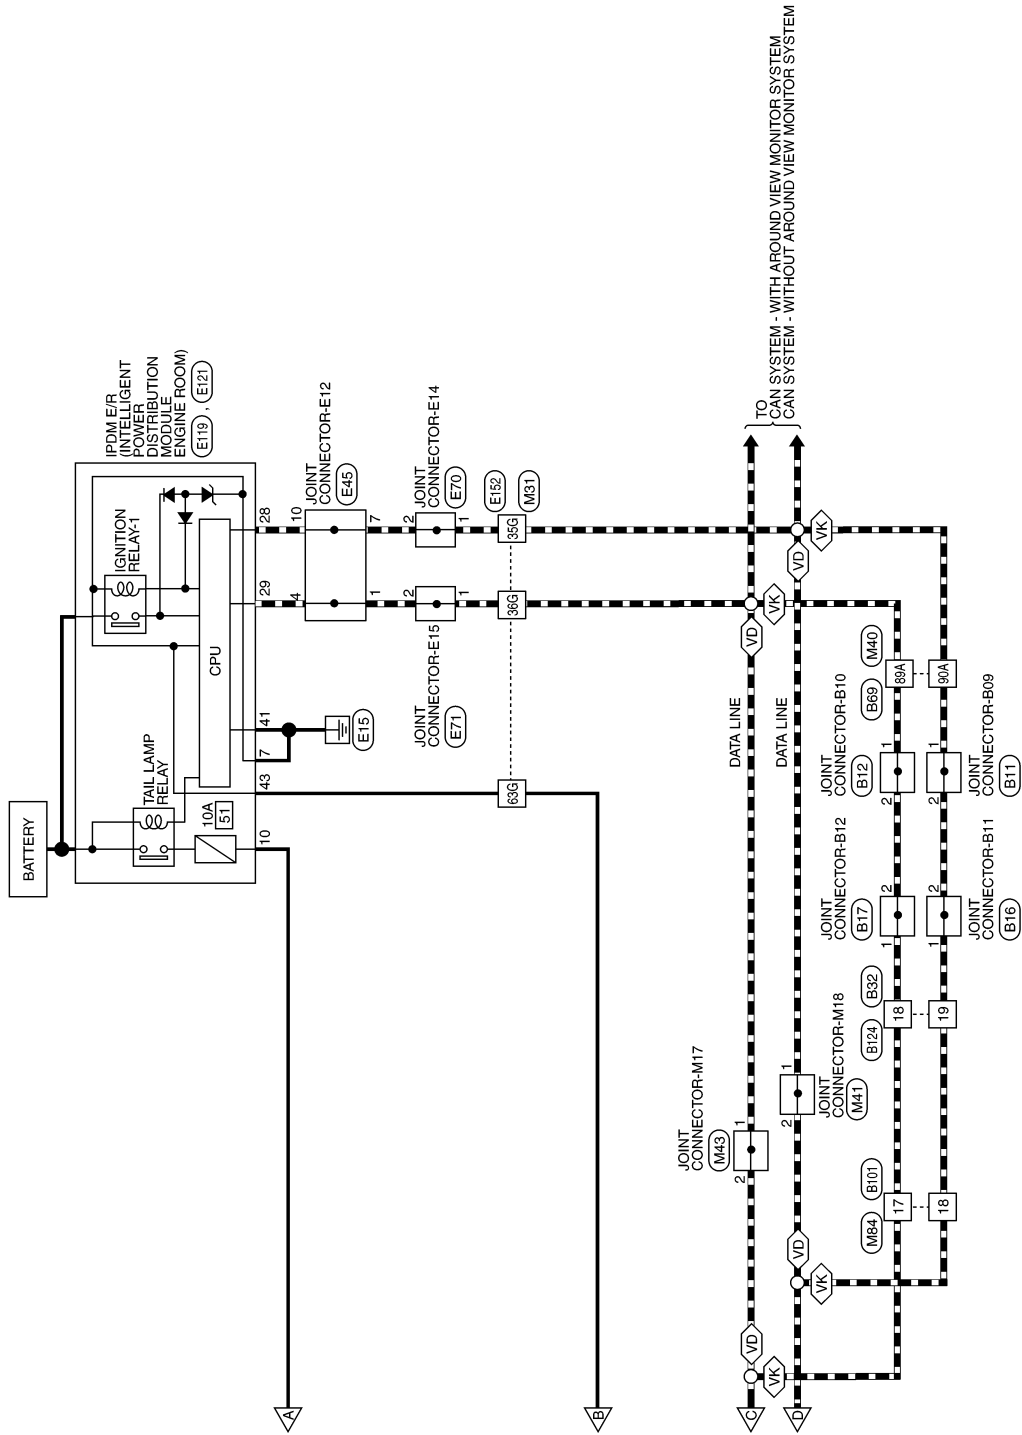 BATTERY
IPDM E/R
(INTELLIGENT
POWER
DISTRIBUTION
MODULE
ENGINE ROOM)
E119 , E121
IGNITION
RELAY-1
TAIL LAMP
RELAY
10A
51
CPU
10
43
7
41
29
28
E15
4
10
JOINT
CONNECTOR-E12
E45
1
7
2
2
JOINT
CONNECTOR-E14
E70
JOINT
CONNECTOR-E15
E71
1
1
E152
M31
63G
36G
35G
TO
CAN SYSTEM - WITH AROUND VIEW MONITOR SYSTEM
CAN SYSTEM - WITHOUT AROUND VIEW MONITOR SYSTEM
VD
VK
VD
VK
DATA LINE
DATA LINE
JOINT
CONNECTOR-M17
M43
2
1
JOINT
CONNECTOR-M18
M41
2
1
VD
VK
VD
VK
M84
B101
17
18
B124
B32
18
19
JOINT
CONNECTOR-B12
B17
1
2
JOINT
CONNECTOR-B11
B16
1
2
JOINT
CONNECTOR-B10
B12
2
1
JOINT
CONNECTOR-B09
B11
2
1
B69
M40
89A
90A
A
B
C
D